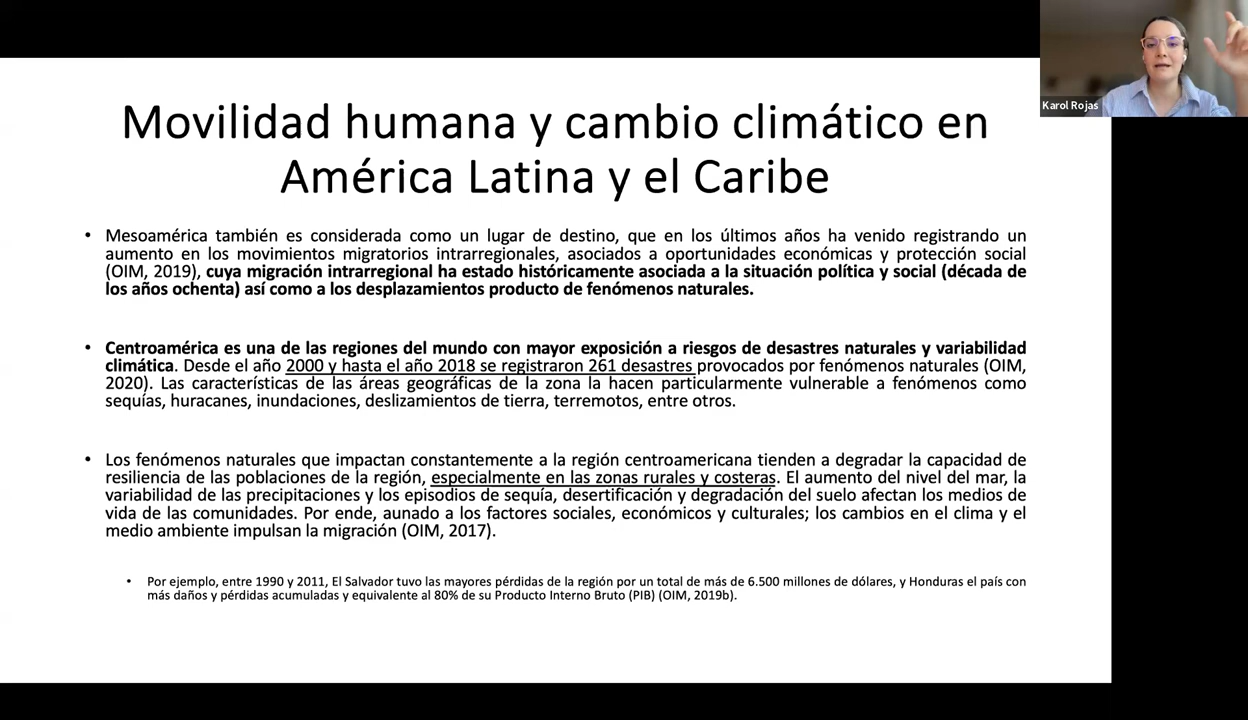 Karol Rojas
Movilidad humana y cambio climático en
América Latina y el Caribe
• Mesoamérica también es considerada como un lugar de destino, que en los últimos años ha venido registrando un
aumento en los movimientos migratorios intrarregionales, asociados a oportunidades económicas y protección social
(OIM, 2019), cuya migración intrarregional ha estado históricamente asociada a la situación política y social (década de
los años ochenta) así como a los desplazamientos producto de fenómenos naturales.
• Centroamérica es una de las regiones del mundo con mayor exposición a riesgos de desastres naturales y variabilidad
climática. Desde el año 2000 y hasta el año 2018 se registraron 261 desastres provocados por fenómenos naturales (OIM,
2020). Las características de las áreas geográficas de la zona la hacen particularmente vulnerable a fenómenos como
sequías, huracanes, inundaciones, deslizamientos de tierra, terremotos, entre otros.
• Los fenómenos naturales que impactan constantemente a la región centroamericana tienden a degradar la capacidad de
resiliencia de las poblaciones de la región, especialmente en las zonas rurales y costeras. El aumento del nivel del mar, la
variabilidad de las precipitaciones y los episodios de sequía, desertificación y degradación del suelo afectan los medios de
vida de las comunidades. Por ende, aunado a los factores sociales, económicos y culturales; los cambios en el clima y el
medio ambiente impulsan la migración (OIM, 2017).
• Por ejemplo, entre 1990 y 2011, El Salvador tuvo las mayores pérdidas de la región por un total de más de 6.500 millones de dólares, y Honduras el país con
más daños y pérdidas acumuladas y equivalente al 80% de su Producto Interno Bruto (PIB) (OIM, 2019b).